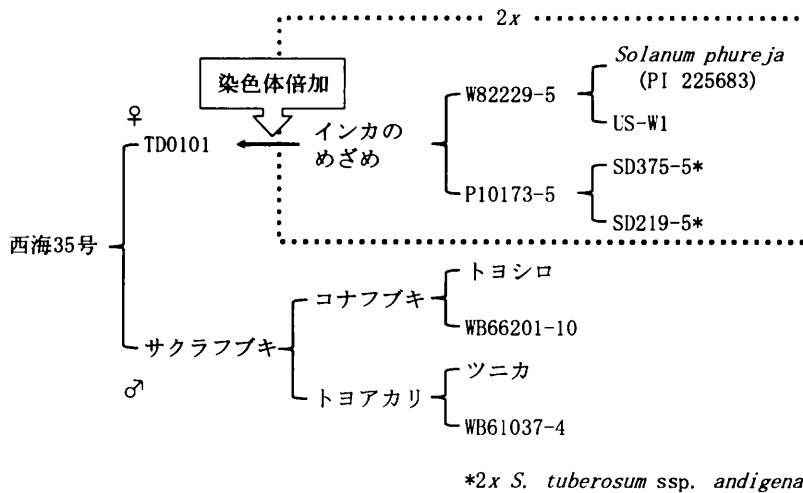 2x
Solanum phureja
(PI 225683)
染色体倍加
W82229-5
US-W1
♀
TD0101
インカの
めざめ
SD375-5*
P10173-5
SD219-5*
西海35号
トヨシロ
コナフブキ
WB66201-10
サクラフブキ
♂
ツニカ
トヨアカリ
WB61037-4
*2x S. tuberosum ssp. andigena